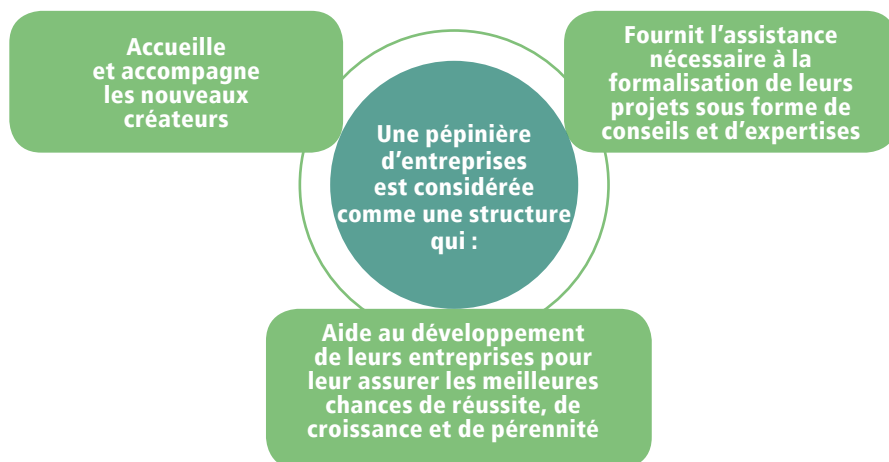 Accueille
et accompagne
les nouveaux
créateurs
Fournit l'assistance
nécessaire à la
formalisation de leurs
projets sous forme de
conseils et d'expertises
Une pépinière
d'entreprises
est considérée
comme une structure
qui :
Aide au développement
de leurs entreprises pour
leur assurer les meilleures
chances de réussite, de
croissance et de pérennité